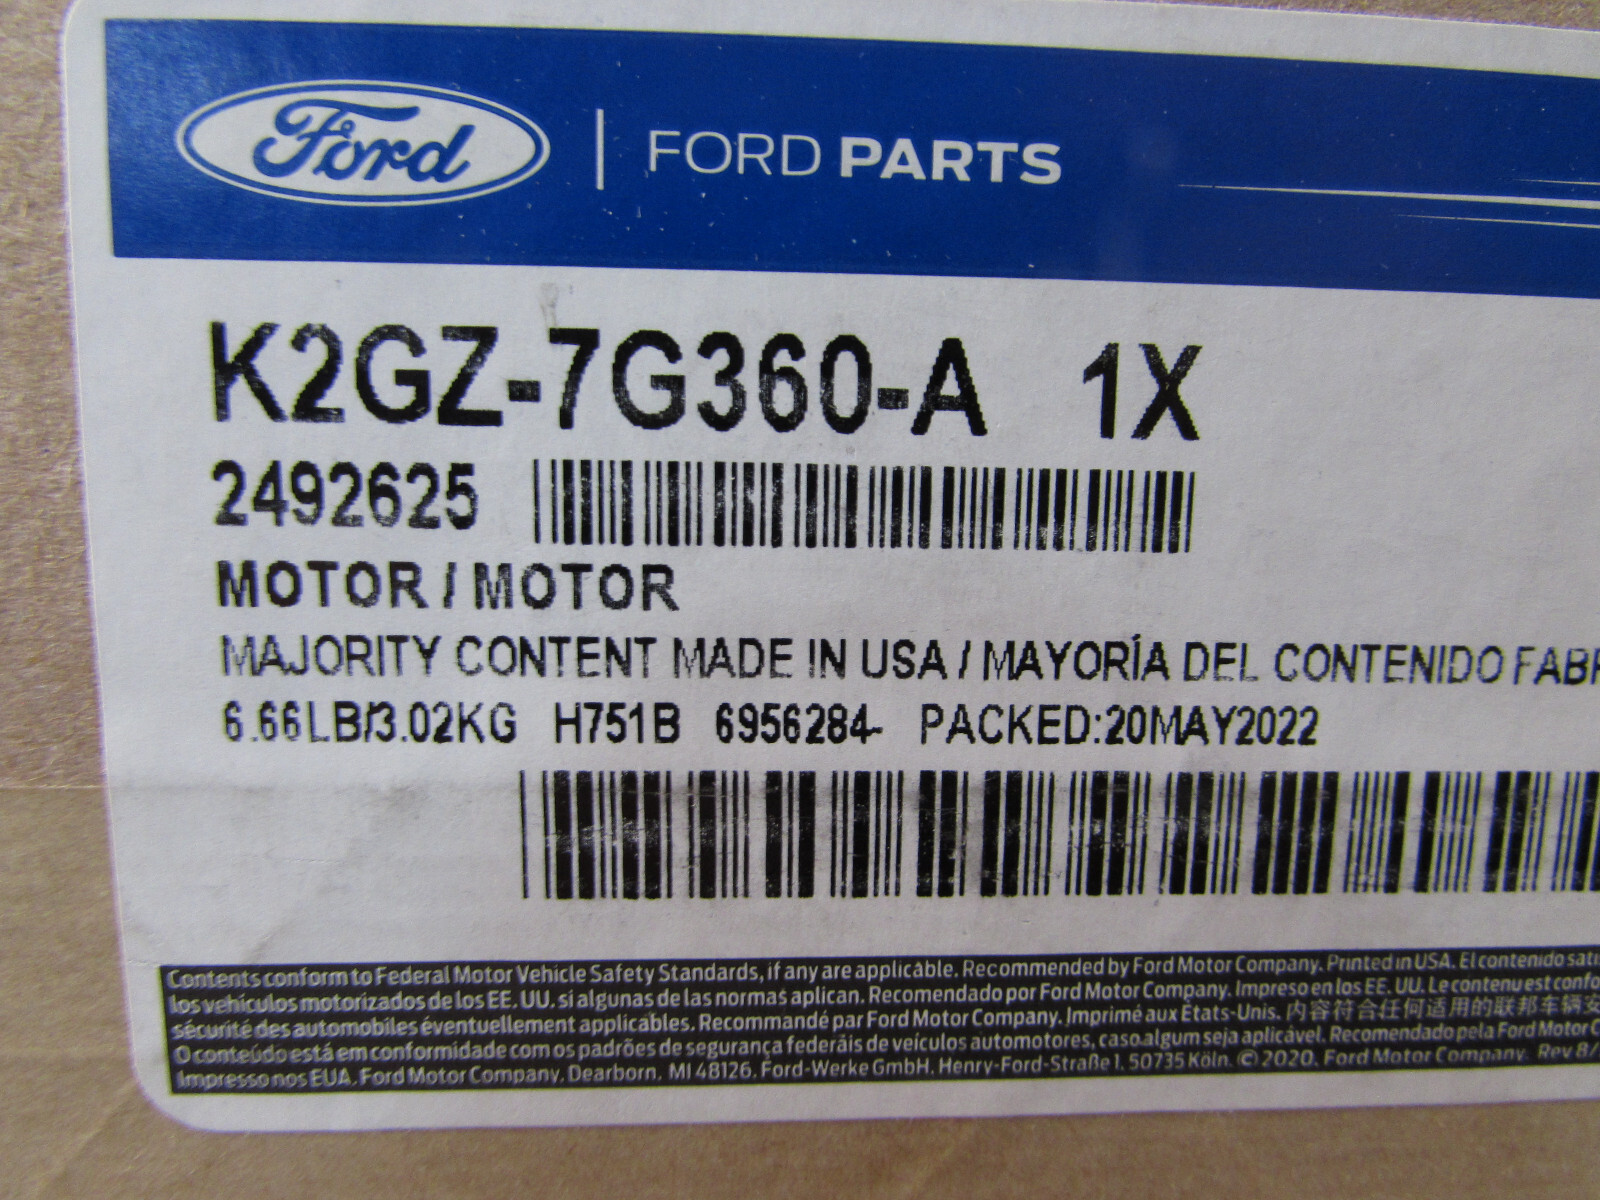 Ford | FORD PARTS
K2GZ-7G360-A 1X
2492625
MOTOR / MOTOR
MAJORITY CONTENT MADE IN USA / MAYORÍA DEL CONTENIDO
6.66LB/3.02KG H751B 6956284- PACKED:20MAY2022
Contents conform to Federal Motor Vehicle Safety Standards, if any are applicable. Recommended by Ford Motor Company. Printed in USA. El contenido
los vehículos motorizados de los EE. UU. si algunas de las normas aplican. Recomendado por Ford Motor Company. Impreso en los EE. UU. Le contenu est
sécurité des automobiles éventuellement applicables. Recommandé par Ford Motor Company. Imprimé aux États-Unis. 内容符合任何适用的联邦车辆安
O conteúdo está em conformidade com os padrões de segurança federais de veículos automotores, caso algum seja aplicável. Recomendado pela Ford Motor
Impresso nos EUA. Ford Motor Company, Dearborn, MI 48126. Ford-Werke GmbH, Henry-Ford-Straße 1, 50735 Köln. © 2020, Ford Motor Company. Rev 8/